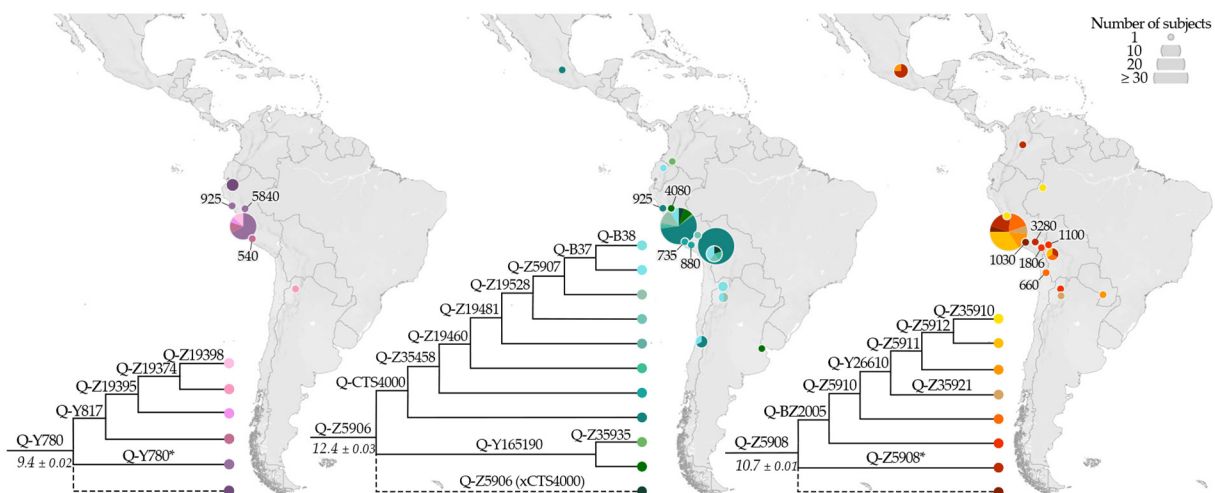 Number of subjects
1
10
20
≥ 30
925
5840
540
Q-Z19398
Q-Z19374
Q-Z19395
Q-Y817
Q-Y780
9.4 ± 0.02
Q-Y780*
925
4080
735
880
Q-B38
Q-B37
Q-Z5907
Q-Z19528
Q-Z19481
Q-Z19460
Q-Z35458
Q-CTS4000
Q-Z5906
12.4 ± 0.03
Q-Z35935
Q-Y165190
Q-Z5906 (xCTS4000)
3280
1100
1030
1806
660
Q-Z35910
Q-Z5912
Q-Z5911
Q-Y26610
Q-Z5910
Q-Z35921
Q-BZ2005
Q-Z5908
10.7 ± 0.01
Q-Z5908*